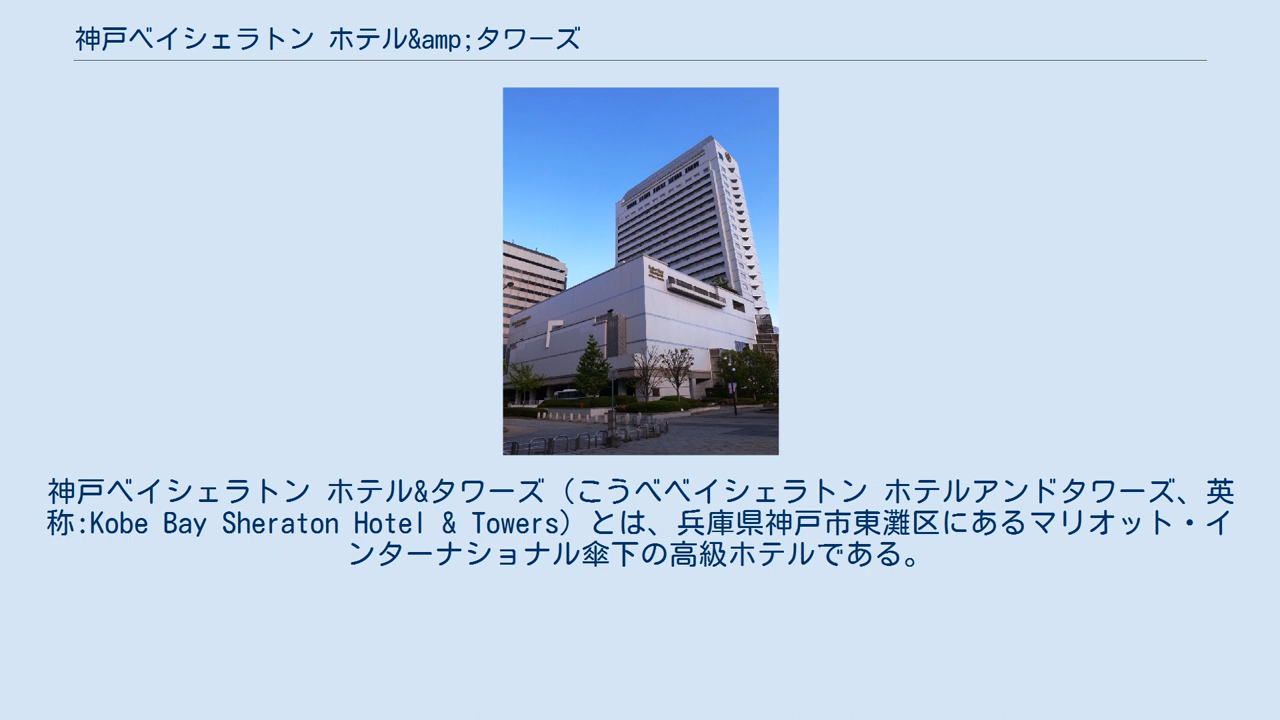 神戸ベイシェラトン ホテル&amp;タワーズ
神戸ベイシェラトン ホテル&タワーズ（こうべベイシェラトン ホテルアンドタワーズ、英
称:Kobe Bay Sheraton Hotel & Towers）とは、兵庫県神戸市東灘区にあるマリオット・イ
ンターナショナル傘下の高級ホテルである。